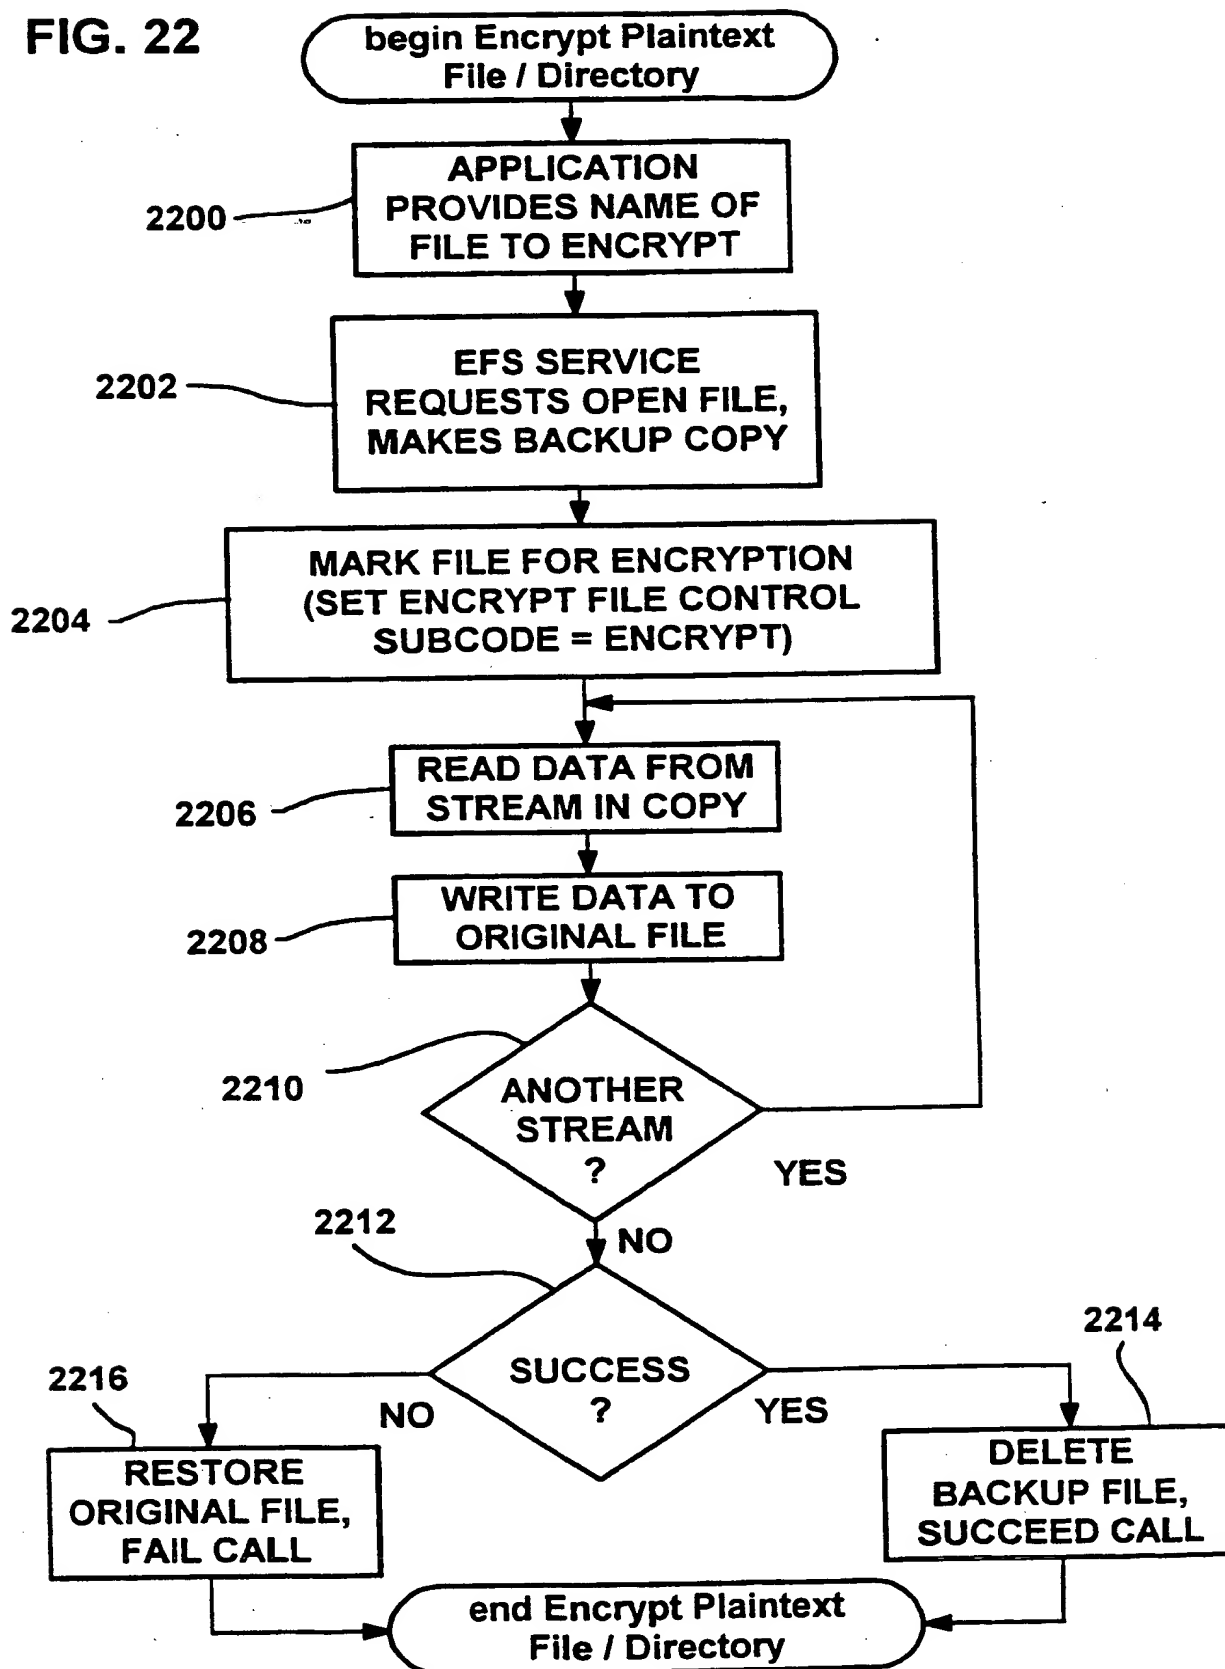 FIG. 22
begin Encrypt Plaintext
File / Directory
APPLICATION
PROVIDES NAME OF
FILE TO ENCRYPT
2200
EFS SERVICE
REQUESTS OPEN FILE,
MAKES BACKUP COPY
2202
MARK FILE FOR ENCRYPTION
(SET ENCRYPT FILE CONTROL
SUBCODE = ENCRYPT)
2204
READ DATA FROM
STREAM IN COPY
2206
WRITE DATA TO
ORIGINAL FILE
2208
ANOTHER
STREAM
?
2210
YES
NO
2212
SUCCESS
?
NO
YES
2216
RESTORE
ORIGINAL FILE,
FAIL CALL
2214
DELETE
BACKUP FILE,
SUCCEED CALL
end Encrypt Plaintext
File / Directory